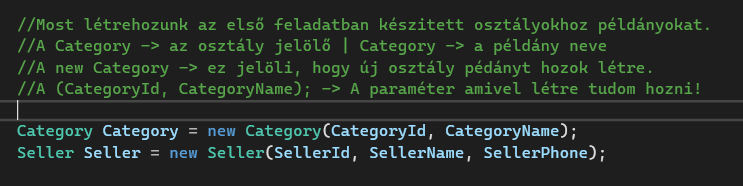 //Most létrehozunk az első feladatban készitett osztályokhoz példányokat.
//A Category -> az osztály jelölő | Category -> a példány neve
//A new Category -> ez jelöli, hogy új osztály pédányt hozok létre.
//A (CategoryId, CategoryName); -> A paraméter amivel létre tudom hozni!
Category Category = new Category(CategoryId, CategoryName);
Seller Seller = new Seller(SellerId, SellerName, SellerPhone);